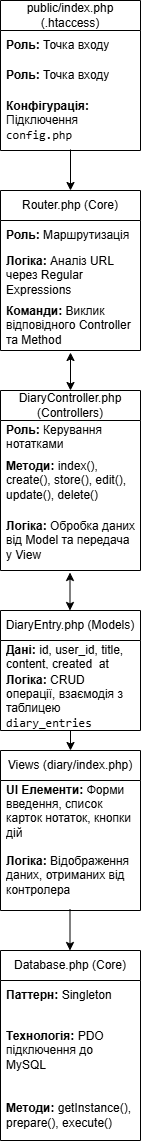 public/index.php
(.htaccess)
Роль: Точка входу
Роль: Точка входу
Конфігурація:
Підключення
config.php
Router.php (Core)
Роль: Маршрутизація
Логіка: Аналіз URL
через Regular
Expressions
Команди: Виклик
відповідного Controller
та Method
DiaryController.php
(Controllers)
Роль: Керування
нотатками
Методи: index(),
create(), store(), edit(),
update(), delete()
Логіка: Обробка даних
від Model та передача
у View
DiaryEntry.php (Models)
Дані: id, user_id, title,
content, created_at
Логіка: CRUD
операції, взаємодія з
таблицею
diary_entries
Views (diary/index.php)
UI Елементи: Форми
введення, список
карток нотаток, кнопки
дій
Логіка: Відображення
даних, отриманих від
контролера
Database.php (Core)
Паттерн: Singleton
Технологія: PDO
підключення до
MySQL
Методи: getInstance(),
prepare(), execute()